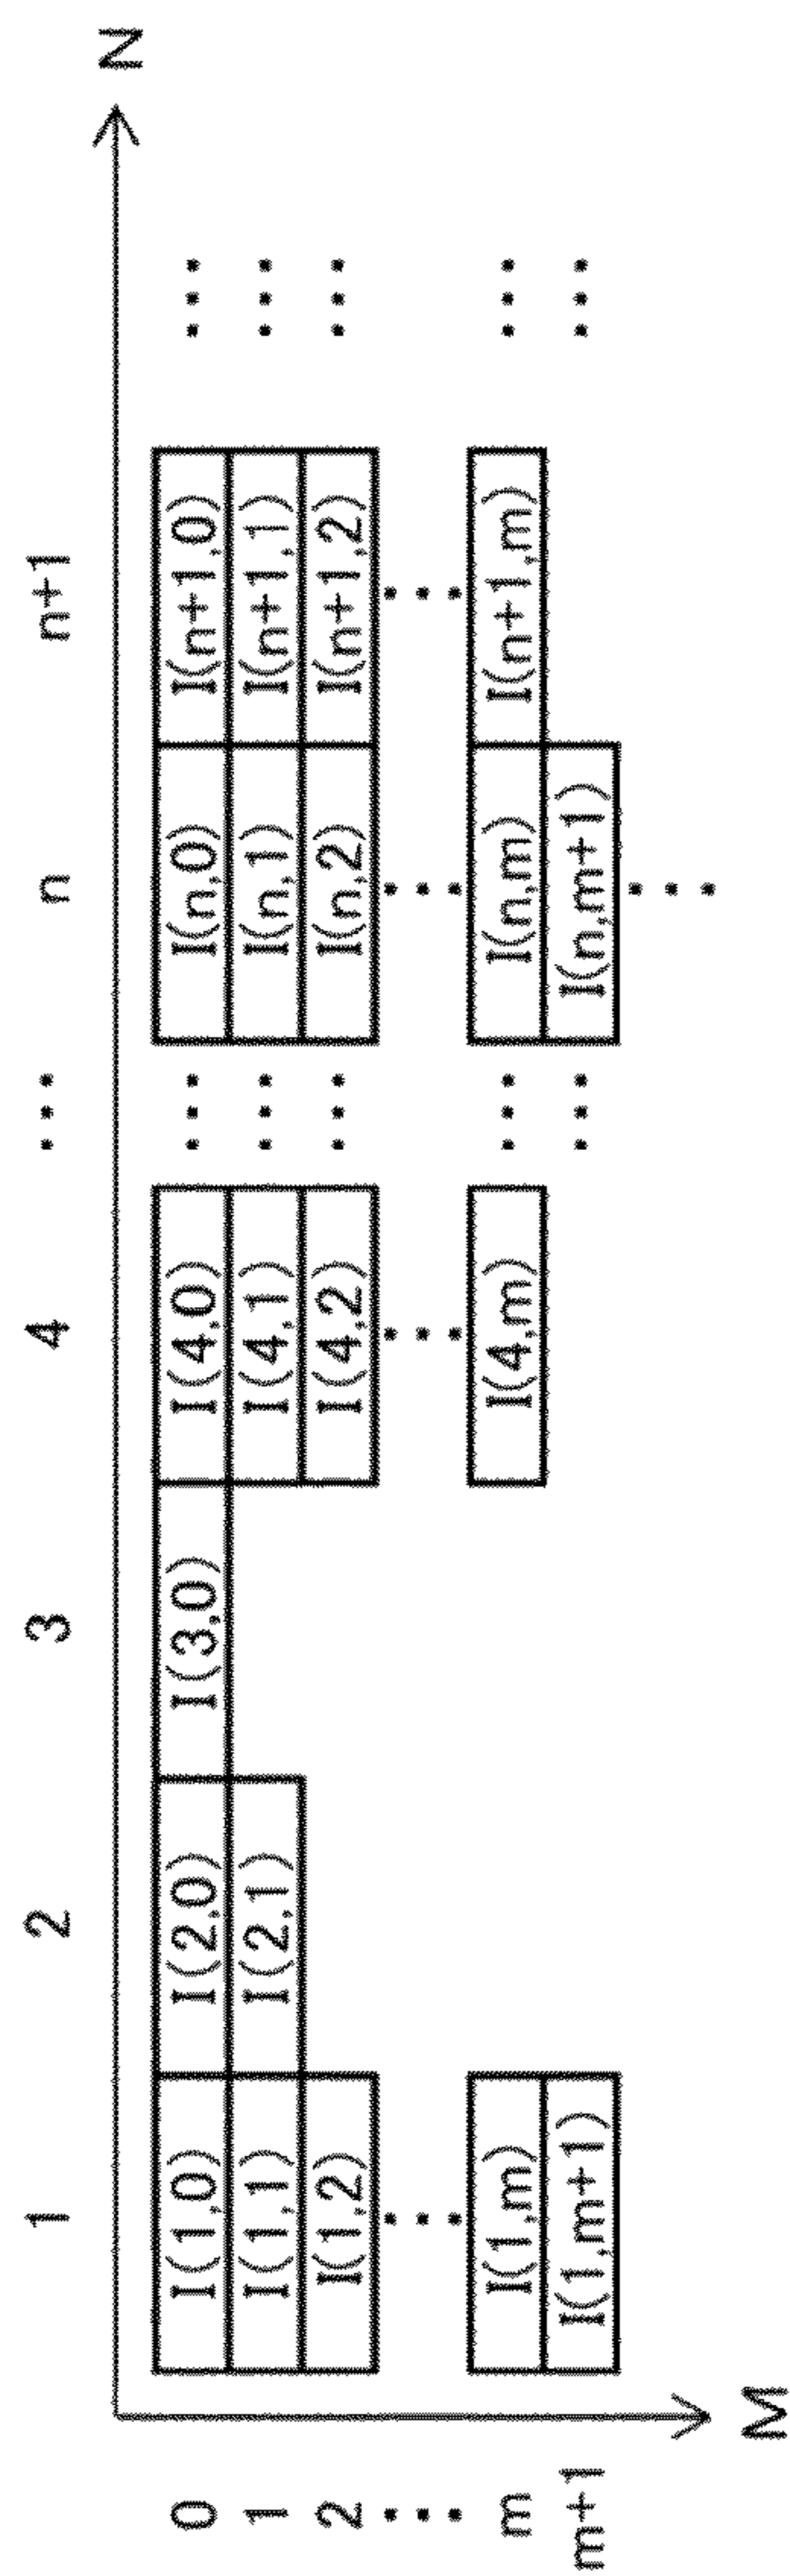 1 2 3 4 ... n n+1 N
0 I(1,0) I(2,0) I(3,0) I(4,0) ... I(n,0) I(n+1,0) ...
1 I(1,1) I(2,1) I(4,1) ... I(n,1) I(n+1,1) ...
2 I(1,2) I(4,2) ... I(n,2) I(n+1,2) ...
... ... ... ... ...
m I(1,m) I(4,m) ... I(n,m) I(n+1,m) ...
m+1 I(1,m+1) ... I(n,m+1) ...
M ...